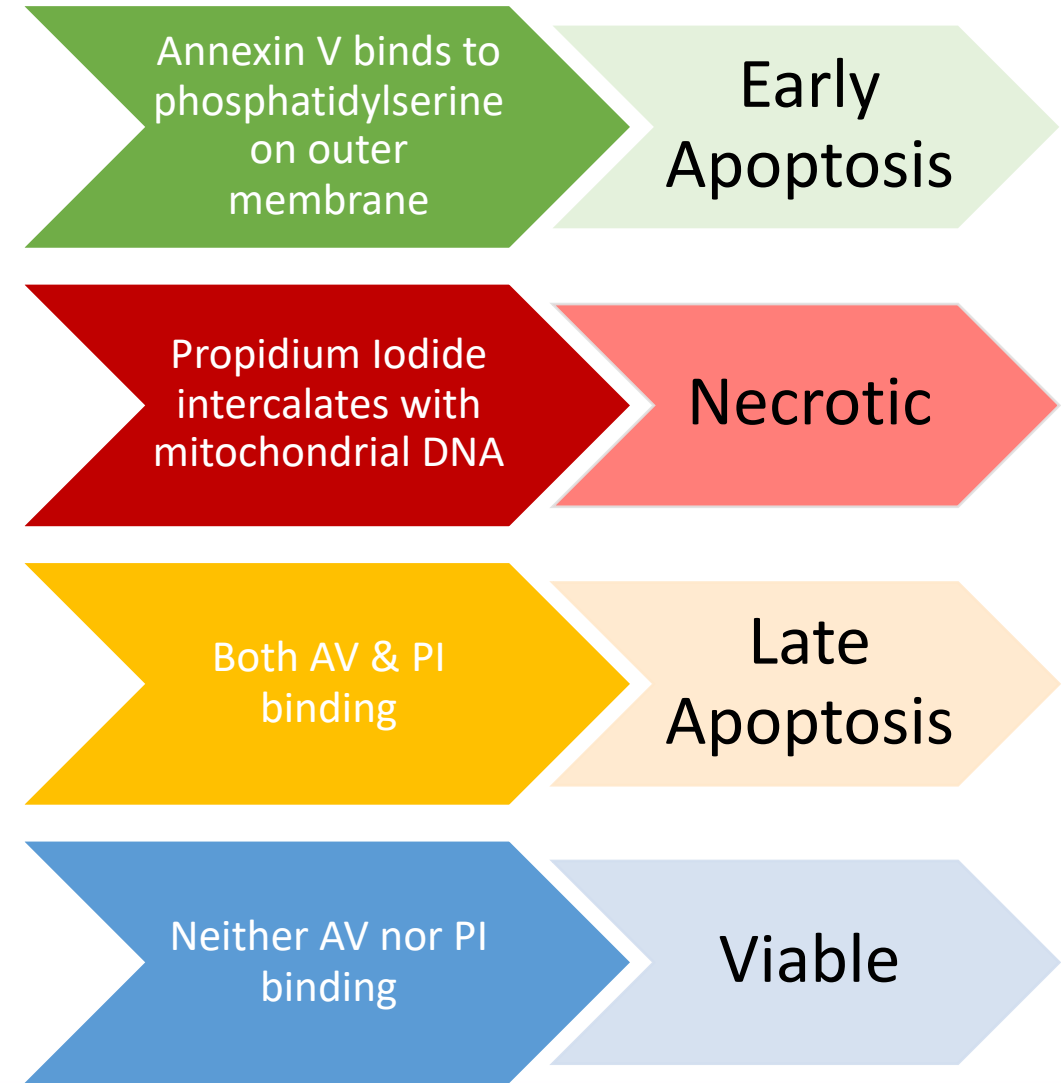 Annexin V binds to
phosphatidylserine
on outer
membrane
Early
Apoptosis
Propidium Iodide
intercalates with
mitochondrial DNA
Necrotic
Both AV & PI
binding
Late
Apoptosis
Neither AV nor PI
binding
Viable